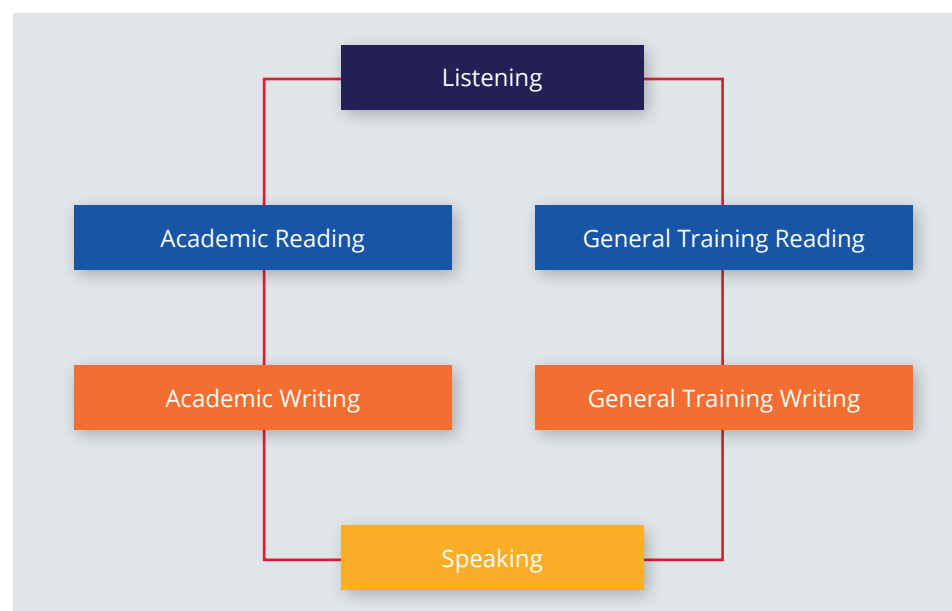 Listening
Academic Reading
General Training Reading
Academic Writing
General Training Writing
Speaking